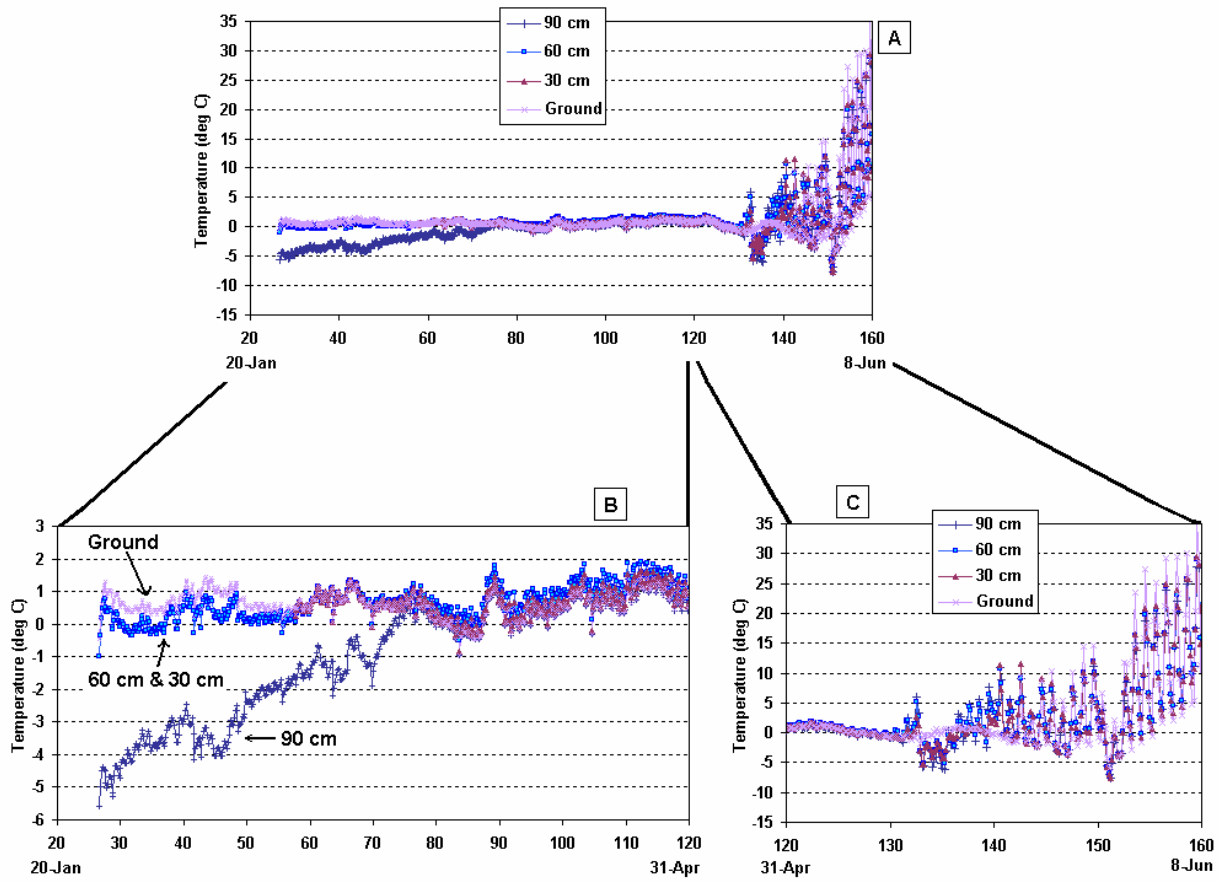 A
90 cm
60 cm
30 cm
Ground
Temperature (deg C)
35
30
25
20
15
10
5
0
-5
-10
-15
20 40 60 80 100 120 140 160
20-Jan 8-Jun
B
Ground
60 cm & 30 cm
90 cm
Temperature (deg C)
3
2
1
0
-1
-2
-3
-4
-5
-6
20 30 40 50 60 70 80 90 100 110 120
20-Jan 31-Apr
C
90 cm
60 cm
30 cm
Ground
Temperature (deg C)
35
30
25
20
15
10
5
0
-5
-10
-15
120 130 140 150 160
31-Apr 8-Jun